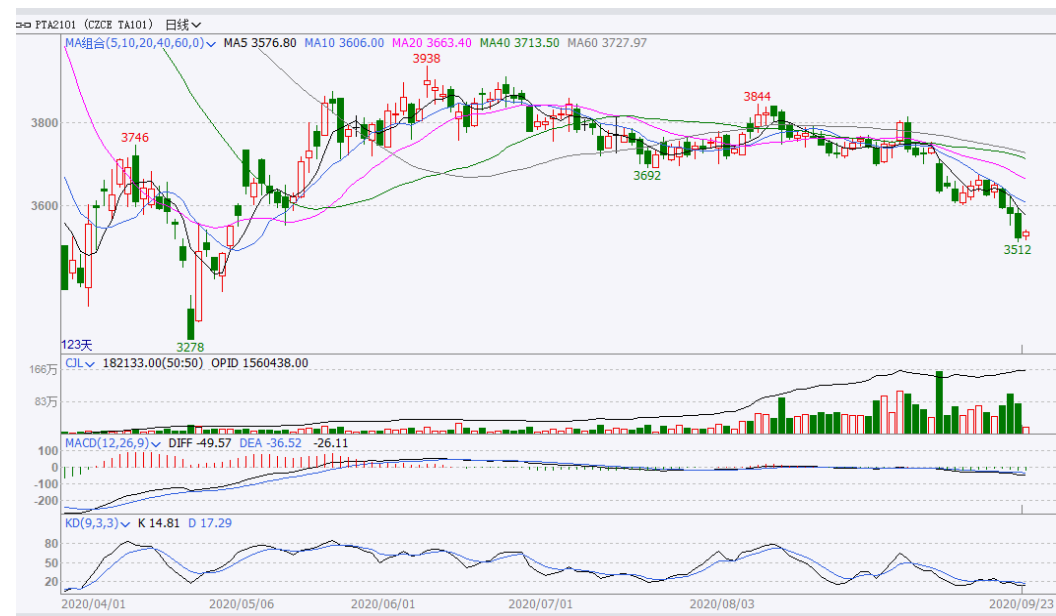 PTA2101 (CZCE TA101) 日线
MA组合(5,10,20,40,60,0) MA5 3576.80 MA10 3606.00 MA20 3663.40 MA40 3713.50 MA60 3727.97
3938
3844
3800
3746
3692
3600
3512
3278
123天
CJL 182133.00(50:50) OPID 1560438.00
166万
83万
MACD(12,26,9) DIFF -49.57 DEA -36.52 -26.11
100
0
-100
-200
KD(9,3,3) K 14.81 D 17.29
80
50
20
2020/04/01 2020/05/06 2020/06/01 2020/07/01 2020/08/03 2020/09/23